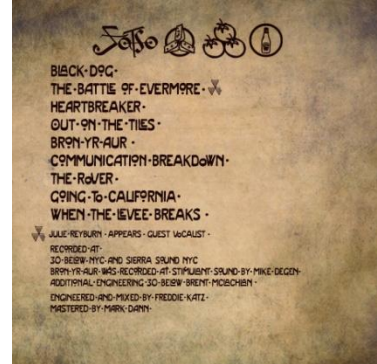 FATSO
BLACK·DOG·
THE·BATTLE·OF·EVERMORE·
HEARTBREAKER·
OUT·ON·THE·TILES·
BRON-YR-AUR·
COMMUNICATION·BREAKDOWN·
THE·ROVER·
GOING·TO·CALIFORNIA·
WHEN·THE·LEVEE·BREAKS·
JULIE·REYBURN·APPEARS·GUEST·VOCALIST·
RECORDED·AT·
30·BELOW·NYC·AND·SIERRA·SOUND·NYC
BRON-YR-AUR·WAS·RECORDED·AT·STIMULANT·SOUND·BY·MIKE·DEGEN·
ADDITIONAL·ENGINEERING·30·BELOW·BRENT·MCLACHLAN·
ENGINEERED·AND·MIXED·BY·FREDDIE·KATZ·
MASTERED·BY·MARK·DANN·